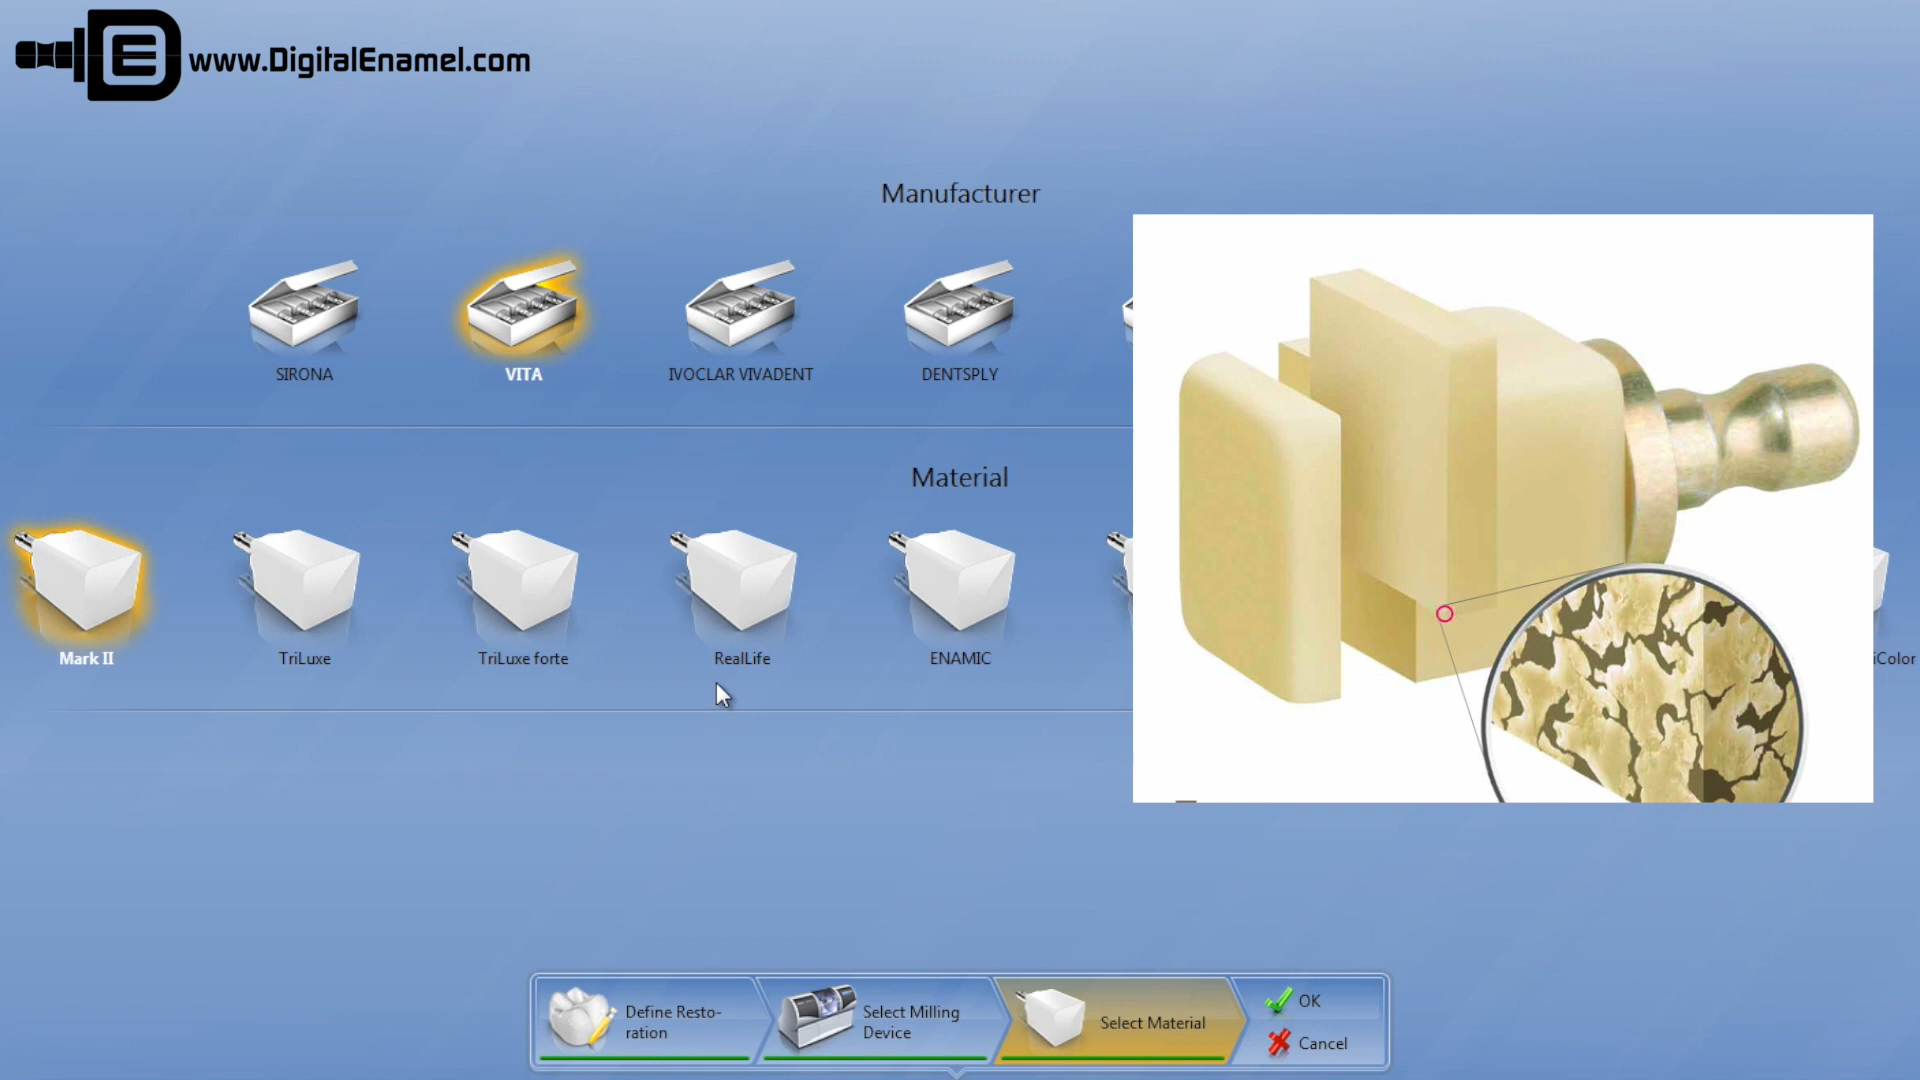 www.DigitalEnamel.com
Manufacturer
SIRONA
VITA
IVOCLAR VIVADENT
DENTSPLY
Material
Mark II
TriLuxe
TriLuxe forte
RealLife
ENAMIC
iColor
Define Resto-
ration
Select Milling
Device
Select Material
OK
Cancel